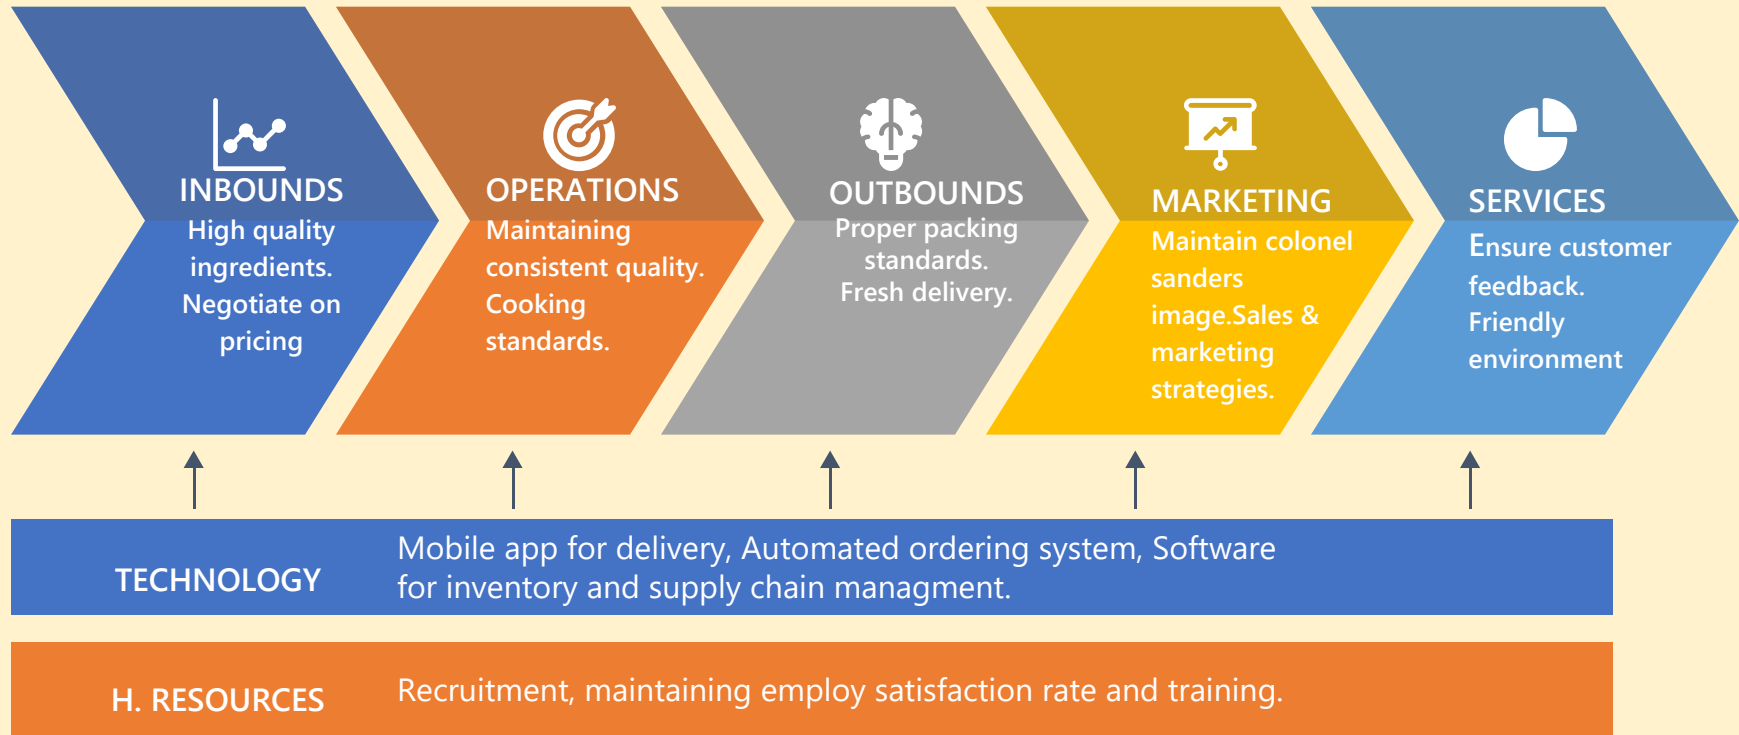 INBOUNDS
High quality
ingredients.
Negotiate on
pricing
OPERATIONS
Maintaining
consistent quality.
Cooking
standards.
OUTBOUNDS
Proper packing
standards.
Fresh delivery.
MARKETING
Maintain colonel
sanders
image.Sales &
marketing
strategies.
SERVICES
Ensure customer
feedback.
Friendly
environment
TECHNOLOGY
Mobile app for delivery, Automated ordering system, Software
for inventory and supply chain managment.
H. RESOURCES
Recruitment, maintaining employ satisfaction rate and training.